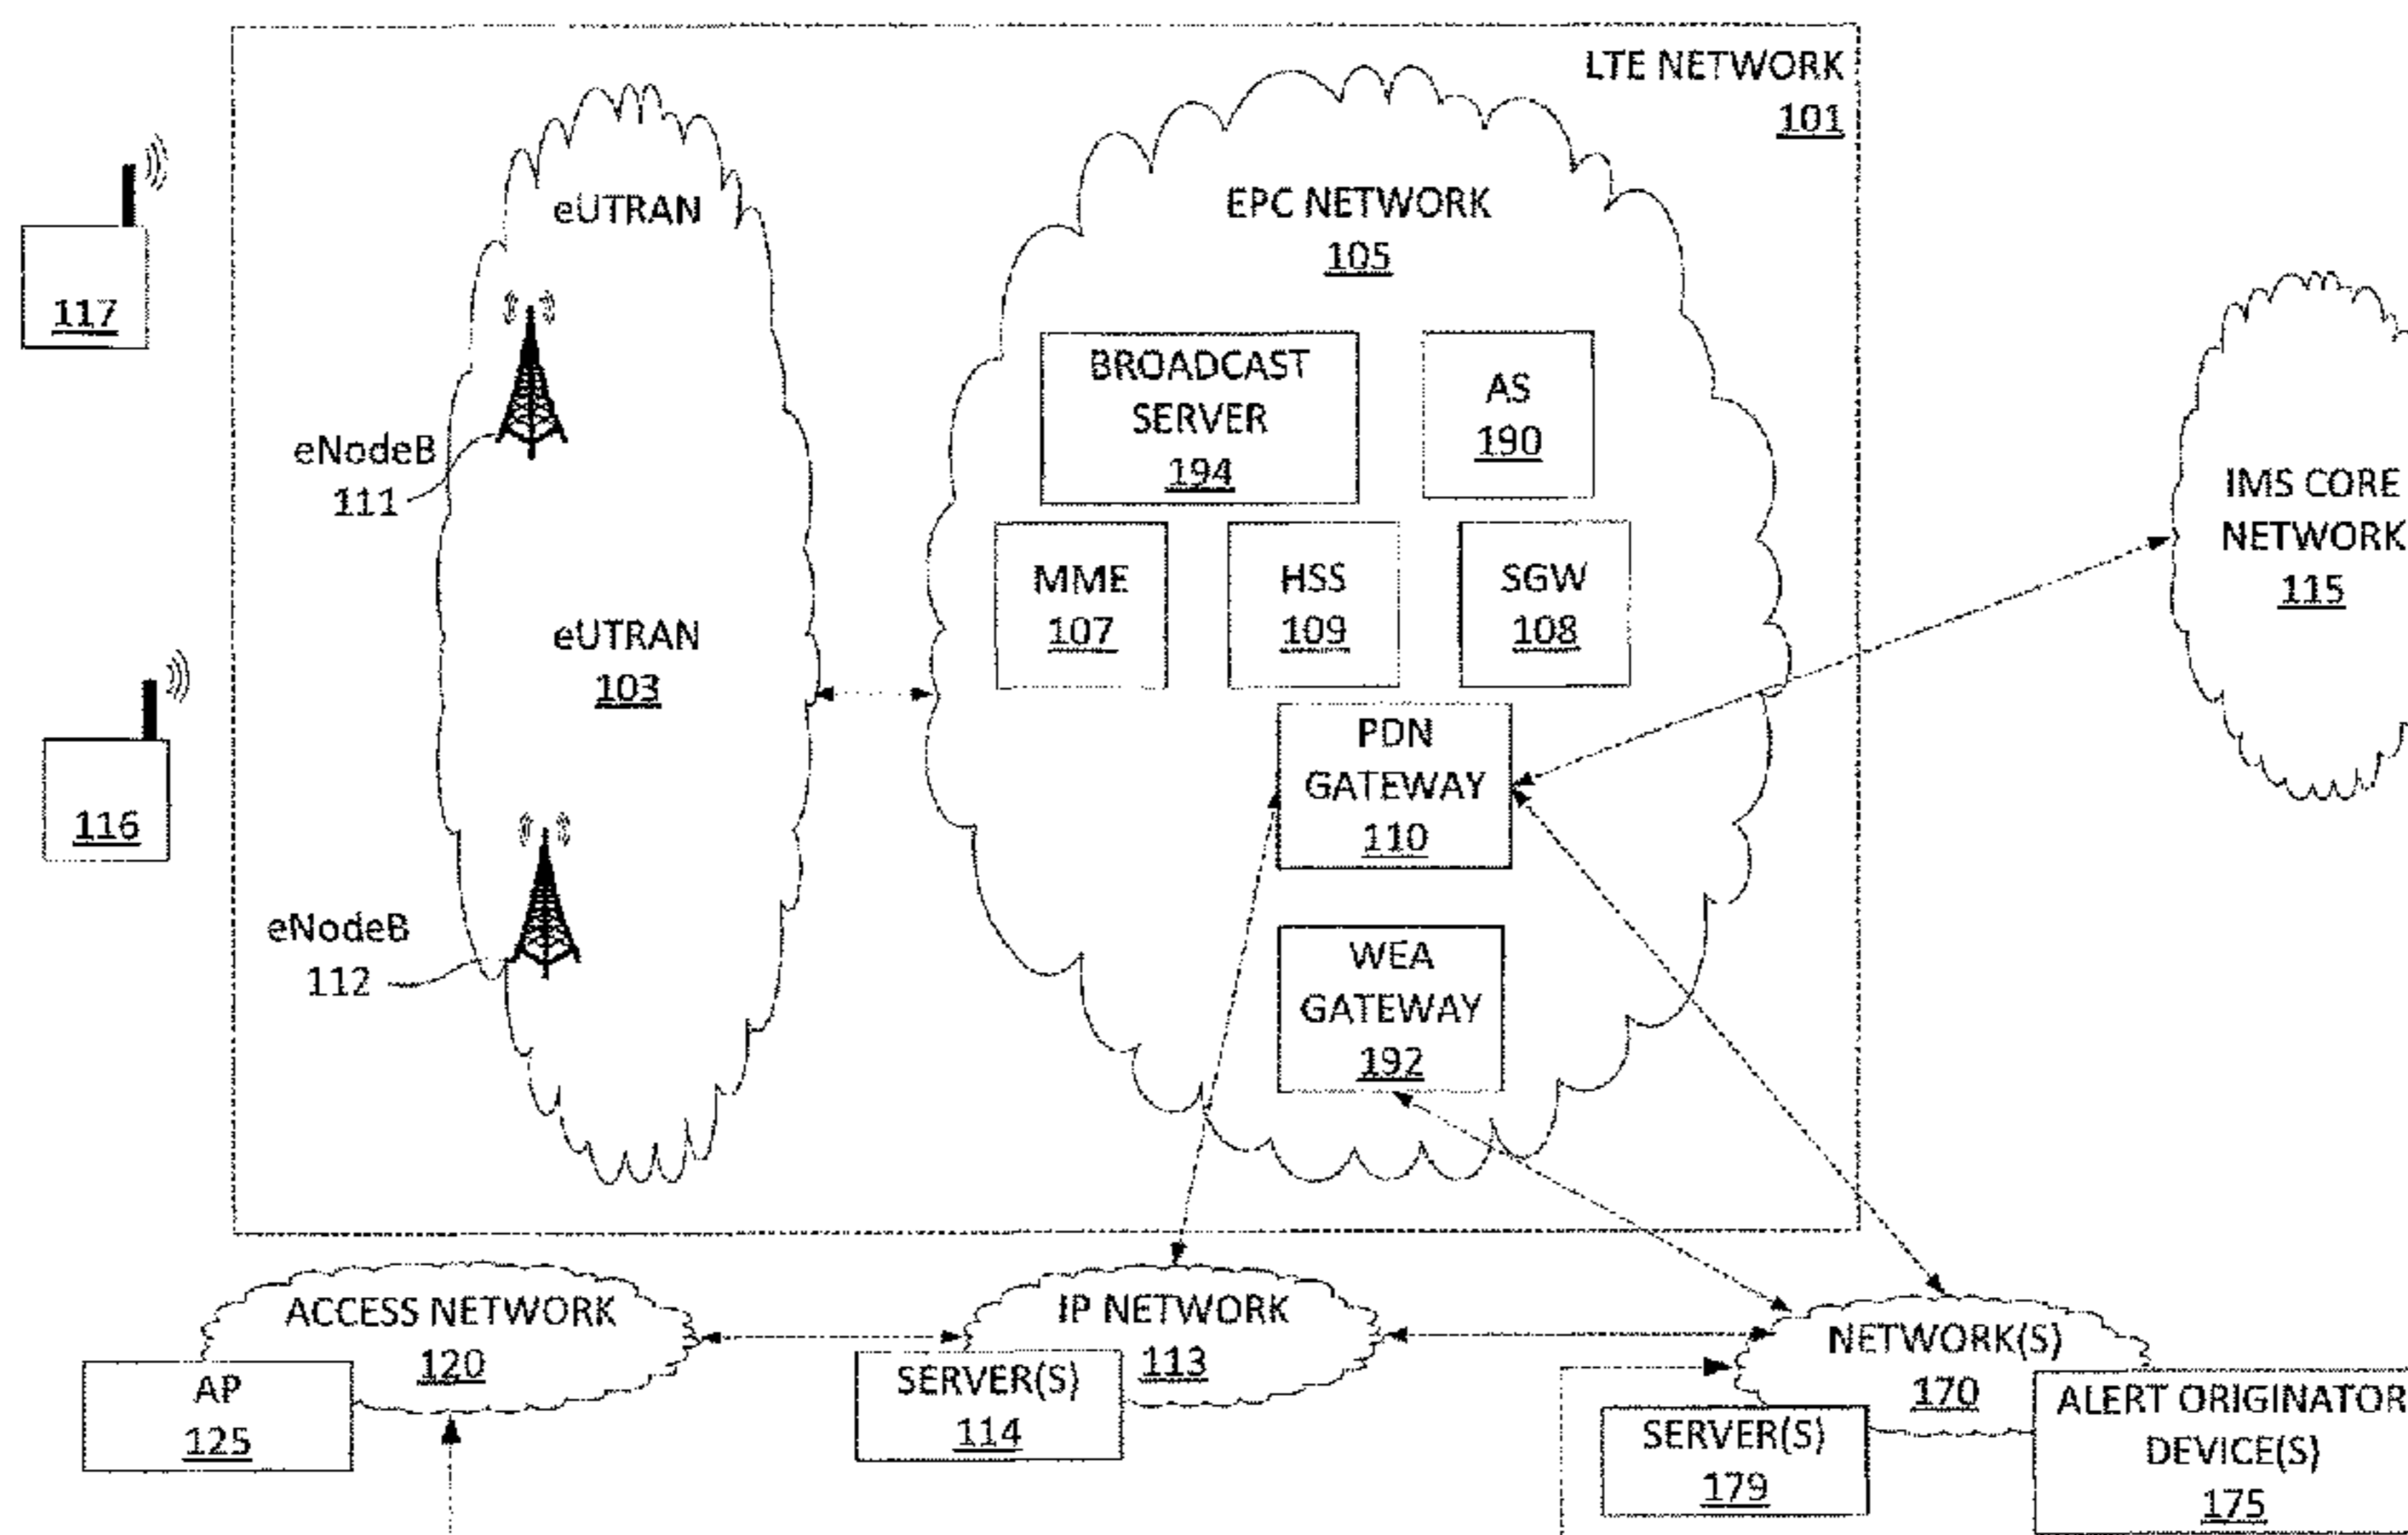 LTE NETWORK
101
eUTRAN
EPC NETWORK
105
117
BROADCAST
SERVER
194
AS
190
eNodeB
111
IMS CORE
NETWORK
115
MME
107
HSS
109
SGW
108
eUTRAN
103
PDN
GATEWAY
110
116
eNodeB
112
WEA
GATEWAY
192
ACCESS NETWORK
120
AP
125
IP NETWORK
113
SERVER(S)
114
NETWORK(S)
170
SERVER(S)
179
ALERT ORIGINATOR
DEVICE(S)
175